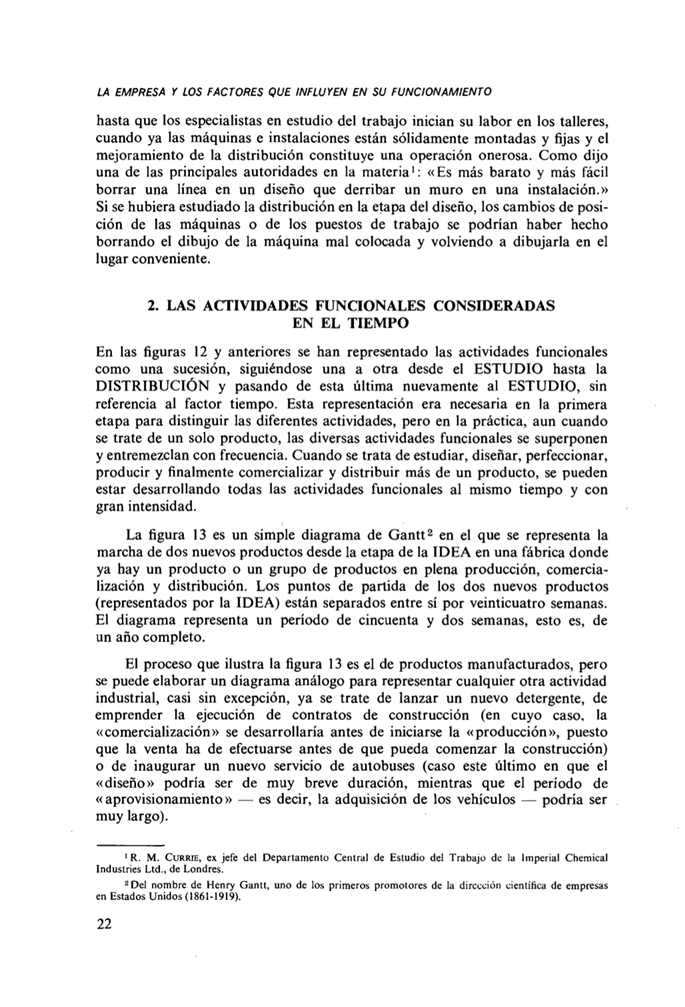 LA EMPRESA Y LOS FACTORES QUE INFLUYEN EN SU FUNCIONAMIENTO
hasta que los especialistas en estudio del trabajo inician su labor en los talleres,
cuando ya las máquinas e instalaciones están sólidamente montadas y fijas y el
mejoramiento de la distribución constituye una operación onerosa. Como dijo
una de las principales autoridades en la materia¹: «Es más barato y más fácil
borrar una línea en un diseño que derribar un muro en una instalación.»
Si se hubiera estudiado la distribución en la etapa del diseño, los cambios de posi-
ción de las máquinas o de los puestos de trabajo se podrían haber hecho
borrando el dibujo de la máquina mal colocada y volviendo a dibujarla en el
lugar conveniente.
2. LAS ACTIVIDADES FUNCIONALES CONSIDERADAS
EN EL TIEMPO
En las figuras 12 y anteriores se han representado las actividades funcionales
como una sucesión, siguiéndose una a otra desde el ESTUDIO hasta la
DISTRIBUCIÓN y pasando de esta última nuevamente al ESTUDIO, sin
referencia al factor tiempo. Esta representación era necesaria en la primera
etapa para distinguir las diferentes actividades, pero en la práctica, aun cuando
se trate de un solo producto, las diversas actividades funcionales se superponen
y entremezclan con frecuencia. Cuando se trata de estudiar, diseñar, perfeccionar,
producir y finalmente comercializar y distribuir más de un producto, se pueden
estar desarrollando todas las actividades funcionales al mismo tiempo y con
gran intensidad.
La figura 13 es un simple diagrama de Gantt² en el que se representa la
marcha de dos nuevos productos desde la etapa de la IDEA en una fábrica donde
ya hay un producto o un grupo de productos en plena producción, comercia-
lización y distribución. Los puntos de partida de los dos nuevos productos
(representados por la IDEA) están separados entre sí por veinticuatro semanas.
El diagrama representa un período de cincuenta y dos semanas, esto es, de
un año completo.
El proceso que ilustra la figura 13 es el de productos manufacturados, pero
se puede elaborar un diagrama análogo para representar cualquier otra actividad
industrial, casi sin excepción, ya se trate de lanzar un nuevo detergente, de
emprender la ejecución de contratos de construcción (en cuyo caso, la
«comercialización» se desarrollaría antes de iniciarse la «producción», puesto
que la venta ha de efectuarse antes de que pueda comenzar la construcción)
o de inaugurar un nuevo servicio de autobuses (caso este último en que el
«diseño» podría ser de muy breve duración, mientras que el período de
«aprovisionamiento» — es decir, la adquisición de los vehículos — podría ser
muy largo).
¹ R. M. CURRIE, ex jefe del Departamento Central de Estudio del Trabajo de la Imperial Chemical
Industries Ltd., de Londres.
² Del nombre de Henry Gantt, uno de los primeros promotores de la dirección científica de empresas
en Estados Unidos (1861-1919).
22